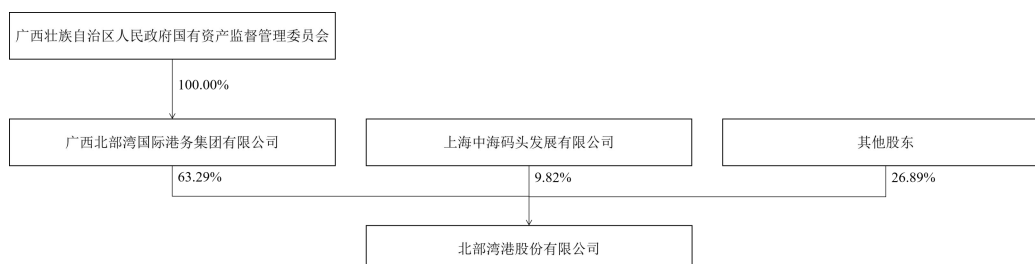 广西壮族自治区人民政府国有资产监督管理委员会
100.00%
广西北部湾国际港务集团有限公司
上海中海码头发展有限公司
其他股东
63.29%
9.82%
26.89%
北部湾港股份有限公司